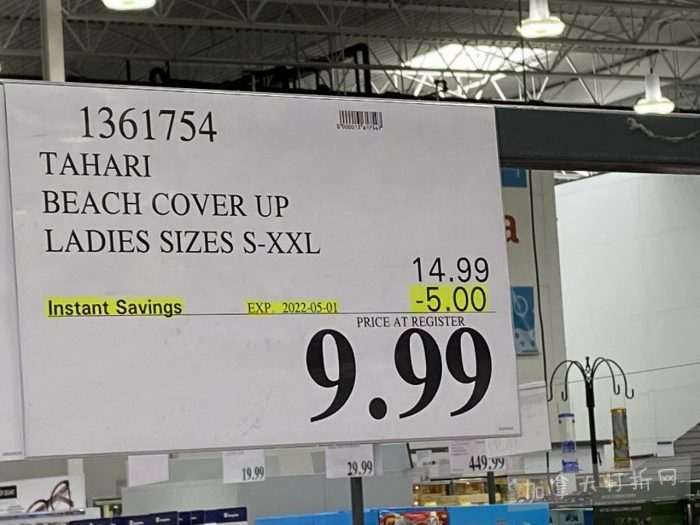 1361754
TAHARI
BEACH COVER UP
LADIES SIZES S-XXL
14.99
Instant Savings EXP. 2022-05-01 -5.00
PRICE AT REGISTER
9.99
a
19.99
29.99
449.99
加拿大打折网